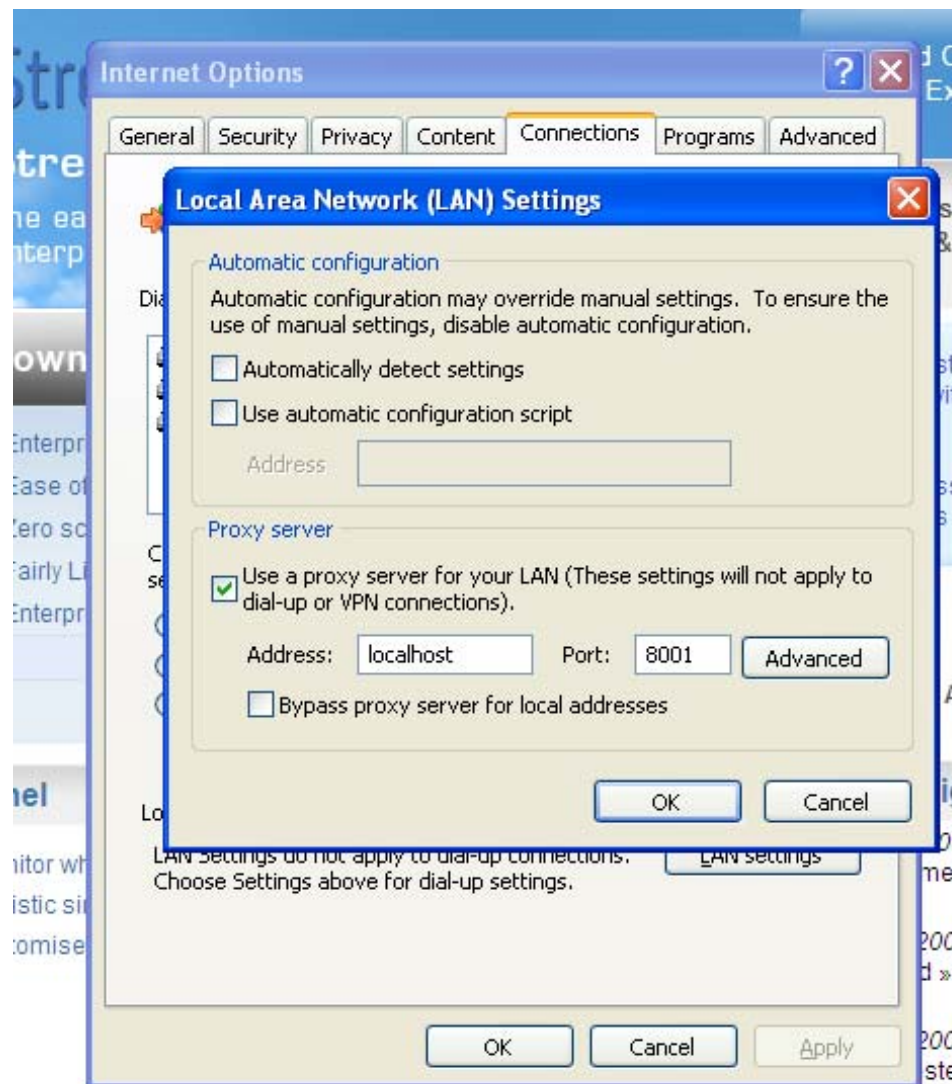 Stre
Internet Options
General Security Privacy Content Connections Programs Advanced
Local Area Network (LAN) Settings
Automatic configuration
Automatic configuration may override manual settings. To ensure the
use of manual settings, disable automatic configuration.
Automatically detect settings
Use automatic configuration script
Address
Proxy server
Use a proxy server for your LAN (These settings will not apply to
dial-up or VPN connections).
Address: localhost Port: 8001 Advanced
Bypass proxy server for local addresses
OK Cancel
LAN Settings do not apply to dial-up connections. LAN settings
Choose Settings above for dial-up settings.
OK Cancel Apply